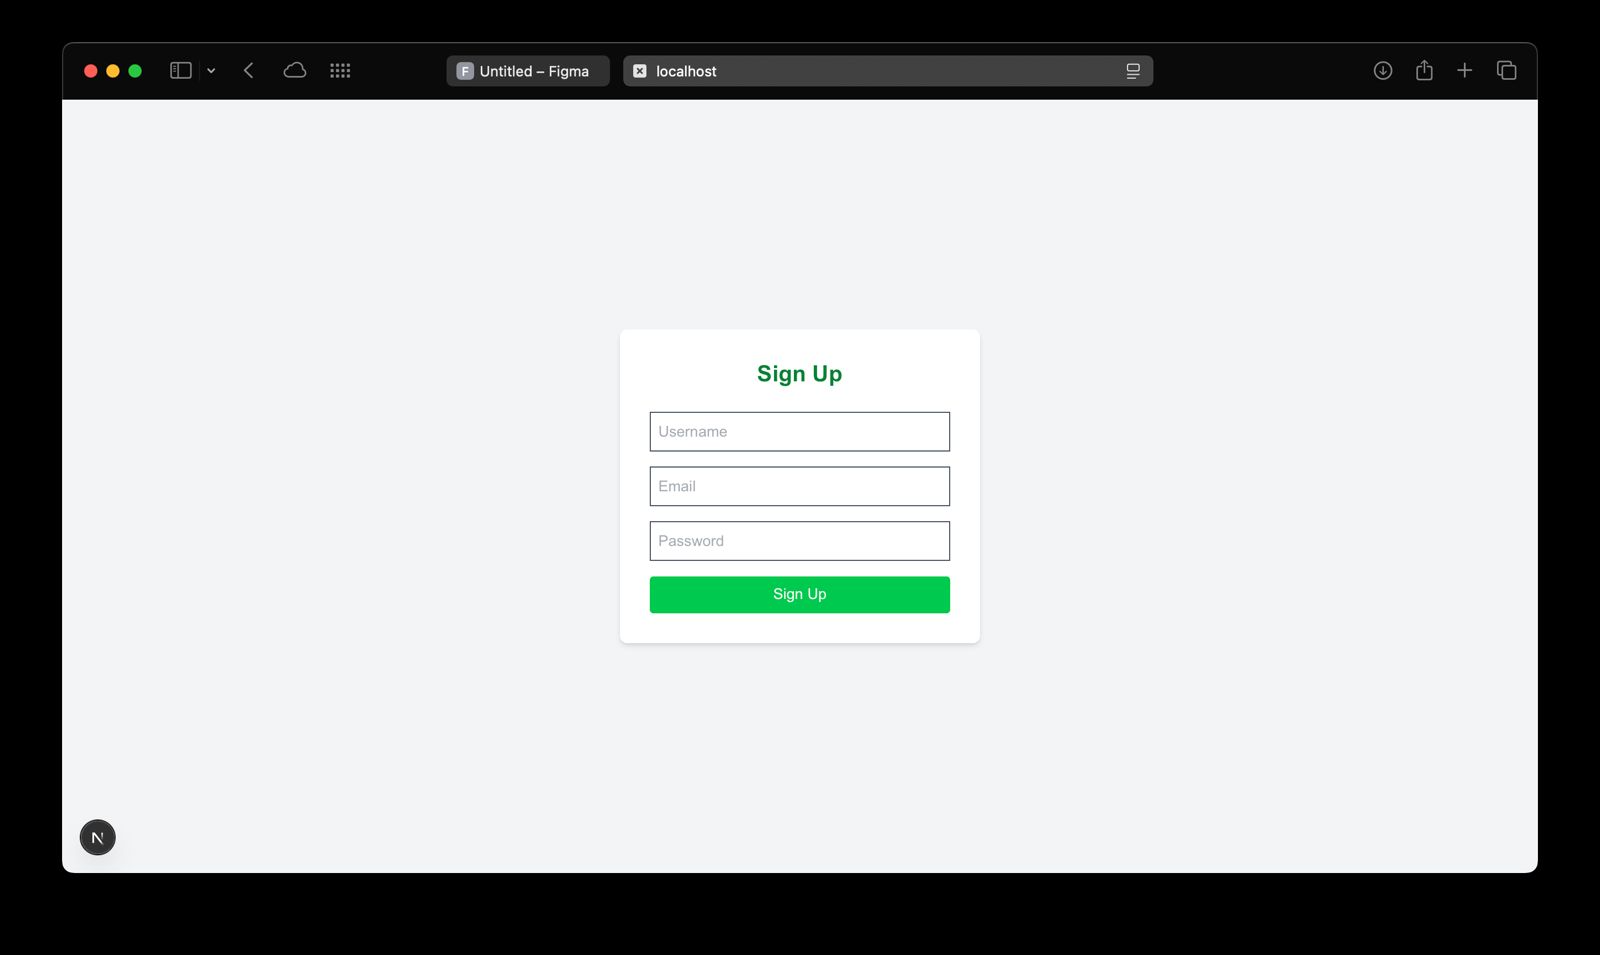 F Untitled – Figma
localhost
Sign Up
Username
Email
Password
Sign Up
N